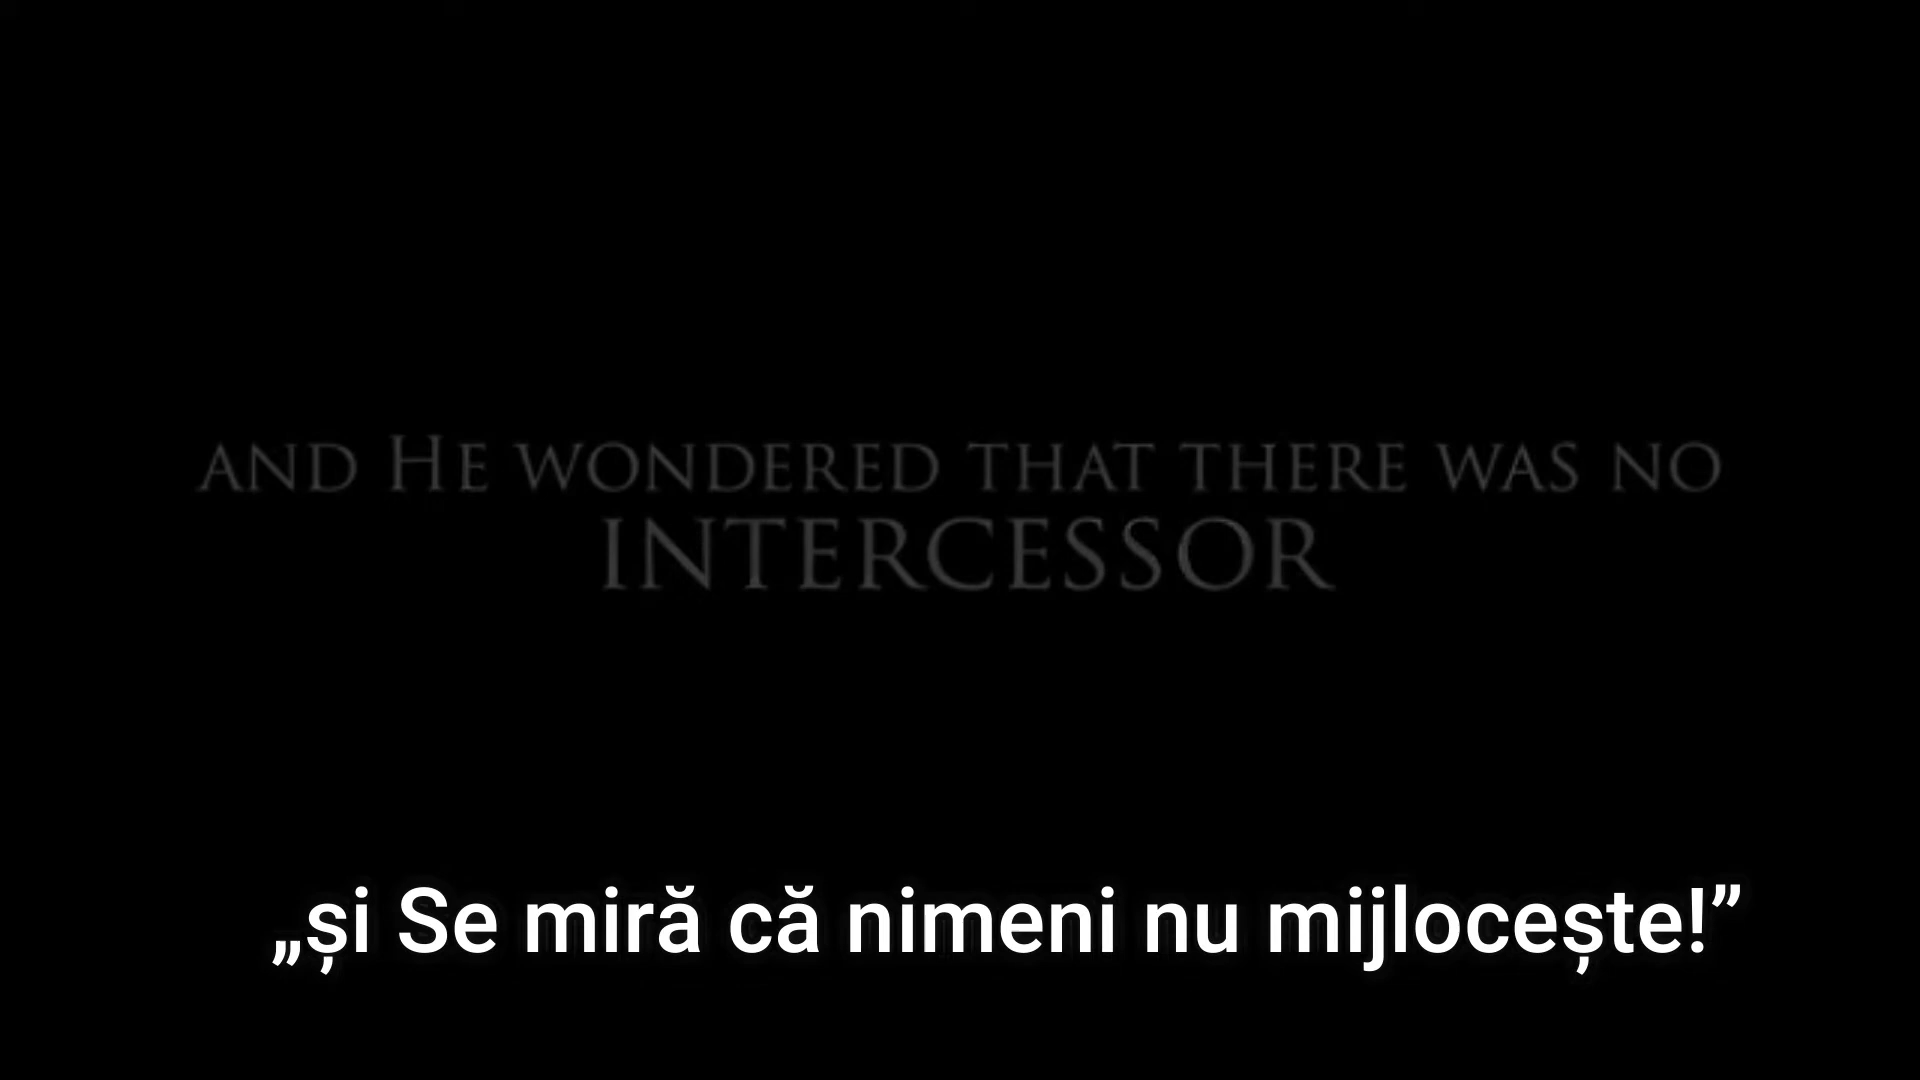 AND HE WONDERED THAT THERE WAS NO
INTERCESSOR
„și Se miră că nimeni nu mijlocește!”